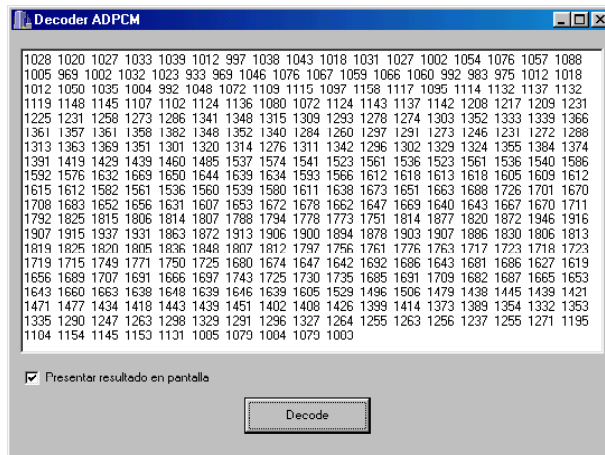 Decoder ADPCM
1028 1020 1027 1033 1039 1012 997 1038 1043 1018 1031 1027 1002 1054 1076 1057 1088
1005 969 1002 1032 1023 933 969 1046 1076 1067 1059 1066 1060 992 983 975 1012 1018
1012 1050 1035 1004 992 1048 1072 1109 1115 1097 1158 1117 1095 1114 1132 1137 1132
1119 1148 1145 1107 1102 1124 1136 1080 1072 1124 1143 1137 1142 1208 1217 1209 1231
1225 1231 1258 1273 1286 1341 1348 1315 1309 1293 1278 1274 1303 1352 1333 1339 1366
1361 1357 1361 1358 1382 1348 1352 1340 1284 1260 1297 1291 1273 1246 1231 1272 1288
1313 1363 1369 1351 1301 1320 1314 1276 1311 1342 1296 1302 1329 1324 1355 1384 1374
1391 1419 1429 1439 1460 1485 1537 1574 1541 1523 1561 1536 1523 1561 1536 1540 1586
1592 1576 1632 1669 1650 1644 1639 1634 1593 1566 1612 1618 1613 1618 1605 1609 1612
1615 1612 1582 1561 1536 1560 1539 1580 1611 1638 1673 1651 1663 1688 1726 1701 1670
1708 1683 1652 1656 1631 1607 1653 1672 1678 1662 1647 1669 1640 1643 1667 1670 1711
1792 1825 1815 1806 1814 1807 1788 1794 1778 1773 1751 1814 1877 1820 1872 1946 1916
1907 1915 1937 1931 1863 1872 1913 1906 1900 1894 1878 1903 1907 1886 1830 1806 1813
1819 1825 1820 1805 1836 1848 1807 1812 1797 1756 1761 1776 1763 1717 1723 1718 1723
1719 1715 1749 1771 1750 1725 1680 1674 1647 1642 1692 1686 1643 1681 1686 1627 1619
1656 1689 1707 1691 1666 1697 1743 1725 1730 1735 1685 1691 1709 1682 1687 1665 1653
1643 1660 1663 1638 1648 1639 1646 1639 1605 1529 1496 1506 1479 1438 1445 1439 1421
1471 1477 1434 1418 1443 1439 1451 1402 1408 1426 1399 1414 1373 1389 1354 1332 1353
1335 1290 1247 1263 1298 1329 1291 1296 1327 1264 1255 1263 1256 1237 1255 1271 1195
1104 1154 1145 1153 1131 1005 1079 1004 1079 1003
Presentar resultado en pantalla
Decode